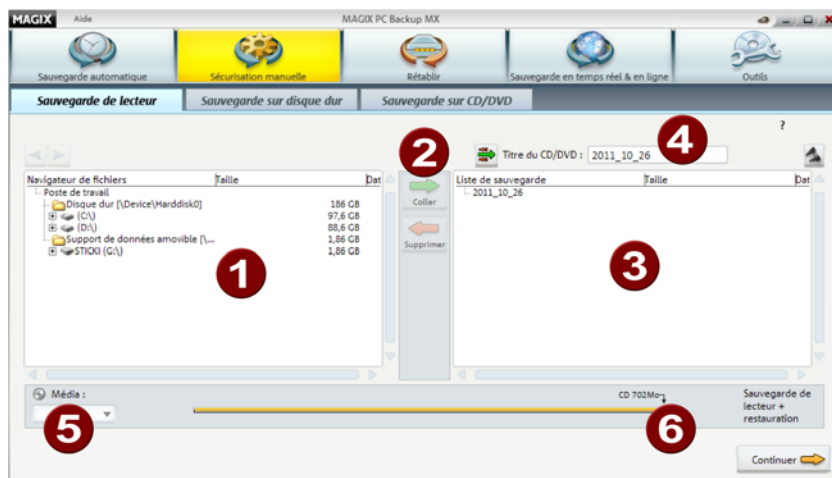 MAGIX Aide MAGIX PC Backup MX
Sauvegarde automatique Sécurisation manuelle Rétablir Sauvegarde en temps réel & en ligne Outils
Sauvegarde de lecteur Sauvegarde sur disque dur Sauvegarde sur CD/DVD
?
2 4
Titre du CD/DVD : 2011_10_26
Navigateur de fichiers Taille Dat
Poste de travail
Disque dur [\Device\Harddisk0] 186 GB
(C:\) 97,6 GB
(D:\) 88,6 GB
Support de données amovible [\... 1,86 GB
STICKI (G:\) 1,86 GB
1
Coller
Supprimer
Liste de sauvegarde Taille Dat
2011_10_26
3
Média :
5
CD 702Mo
6
Sauvegarde de
lecteur +
restauration
Continuer